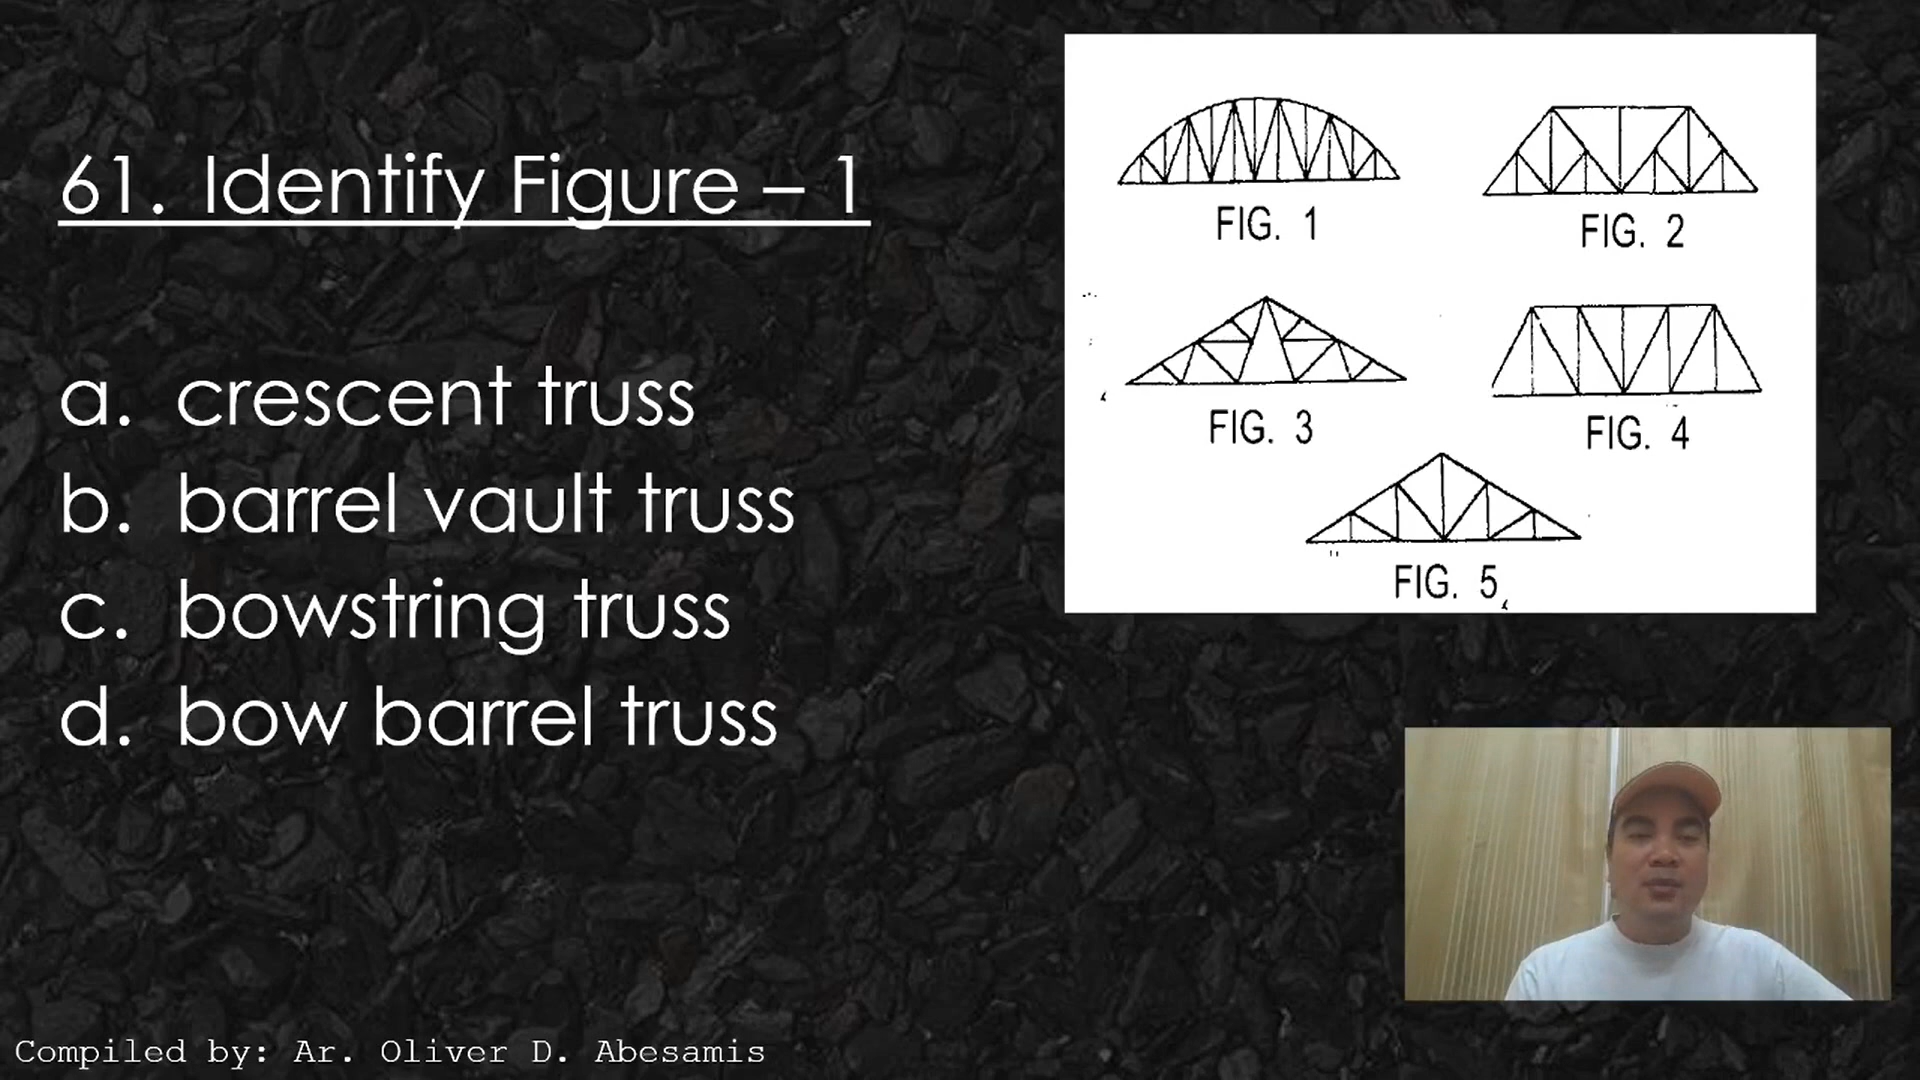 61. Identify Figure – 1
a. crescent truss
b. barrel vault truss
c. bowstring truss
d. bow barrel truss
FIG. 1
FIG. 2
FIG. 3
FIG. 4
FIG. 5
Compiled by: Ar. Oliver D. Abesamis